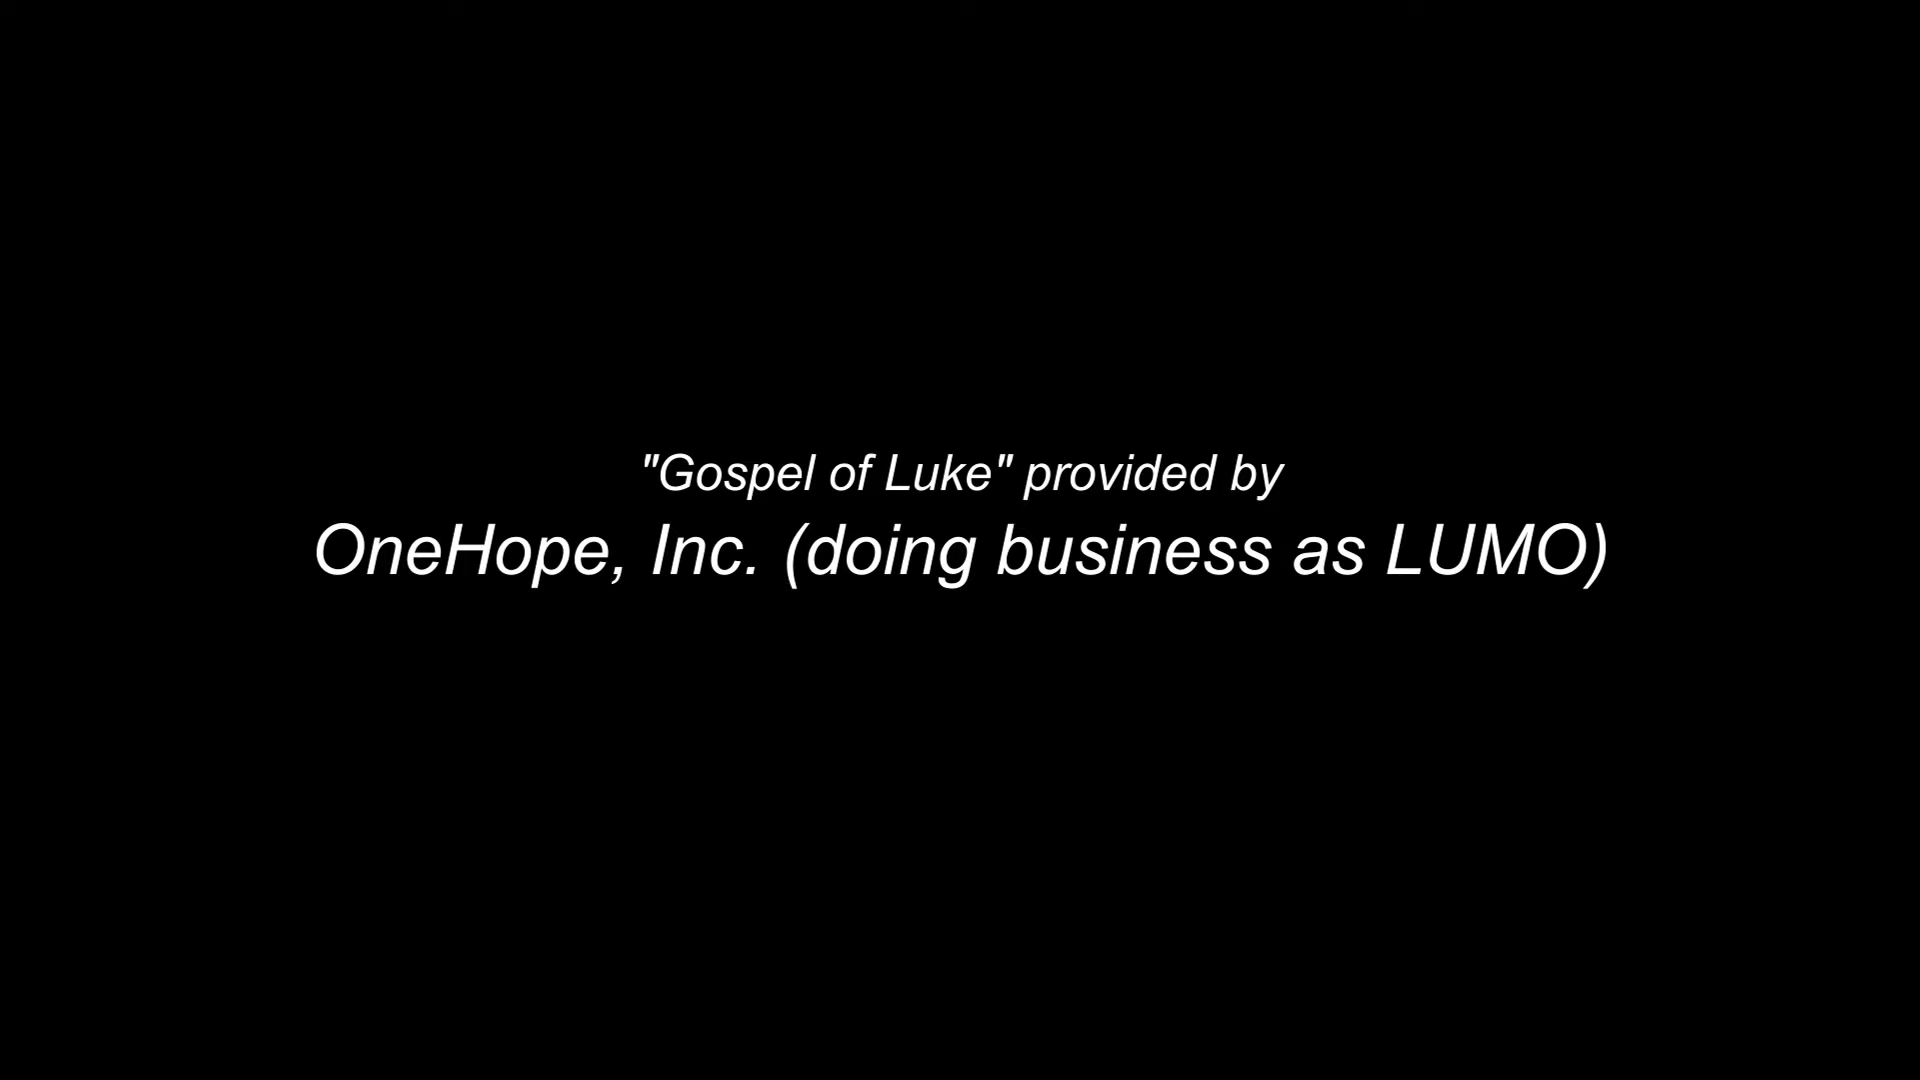 "Gospel of Luke" provided by
OneHope, Inc. (doing business as LUMO)